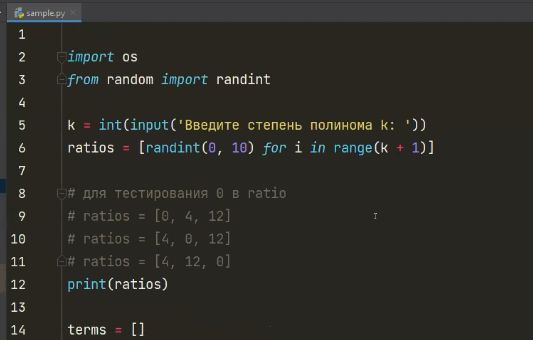 sample.py
1
2 import os
3 from random import randint
4
5 k = int(input('Введите степень полинома k: '))
6 ratios = [randint(0, 10) for i in range(k + 1)]
7
8 # для тестирования 0 в ratio
9 # ratios = [0, 4, 12]
10 # ratios = [4, 0, 12]
11 # ratios = [4, 12, 0]
12 print(ratios)
13
14 terms = []